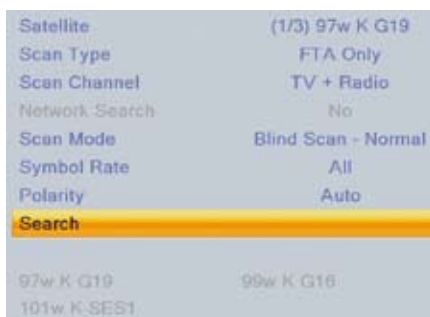 Satellite (1/3) 97w K G19
Scan Type FTA Only
Scan Channel TV + Radio
Network Search No
Scan Mode Blind Scan - Normal
Symbol Rate All
Polarity Auto
Search
97w K G19 99w K G16
101w K SES1